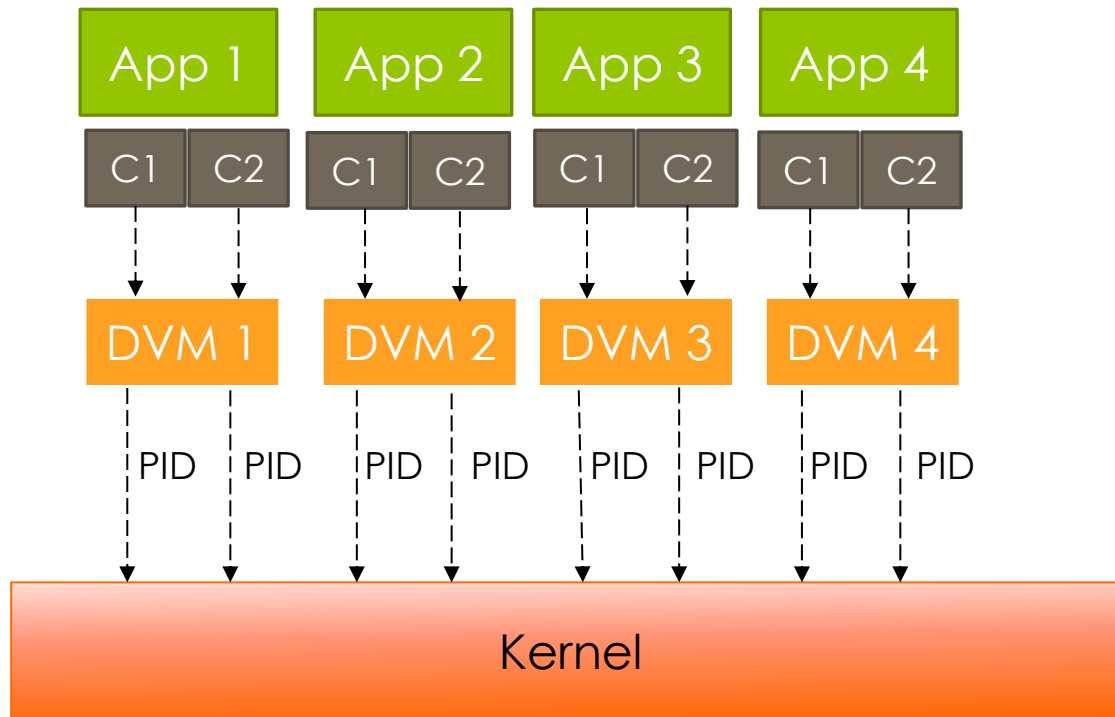 App 1 App 2 App 3 App 4
C1 C2 C1 C2 C1 C2 C1 C2
DVM 1 DVM 2 DVM 3 DVM 4
PID PID PID PID PID PID PID PID
Kernel